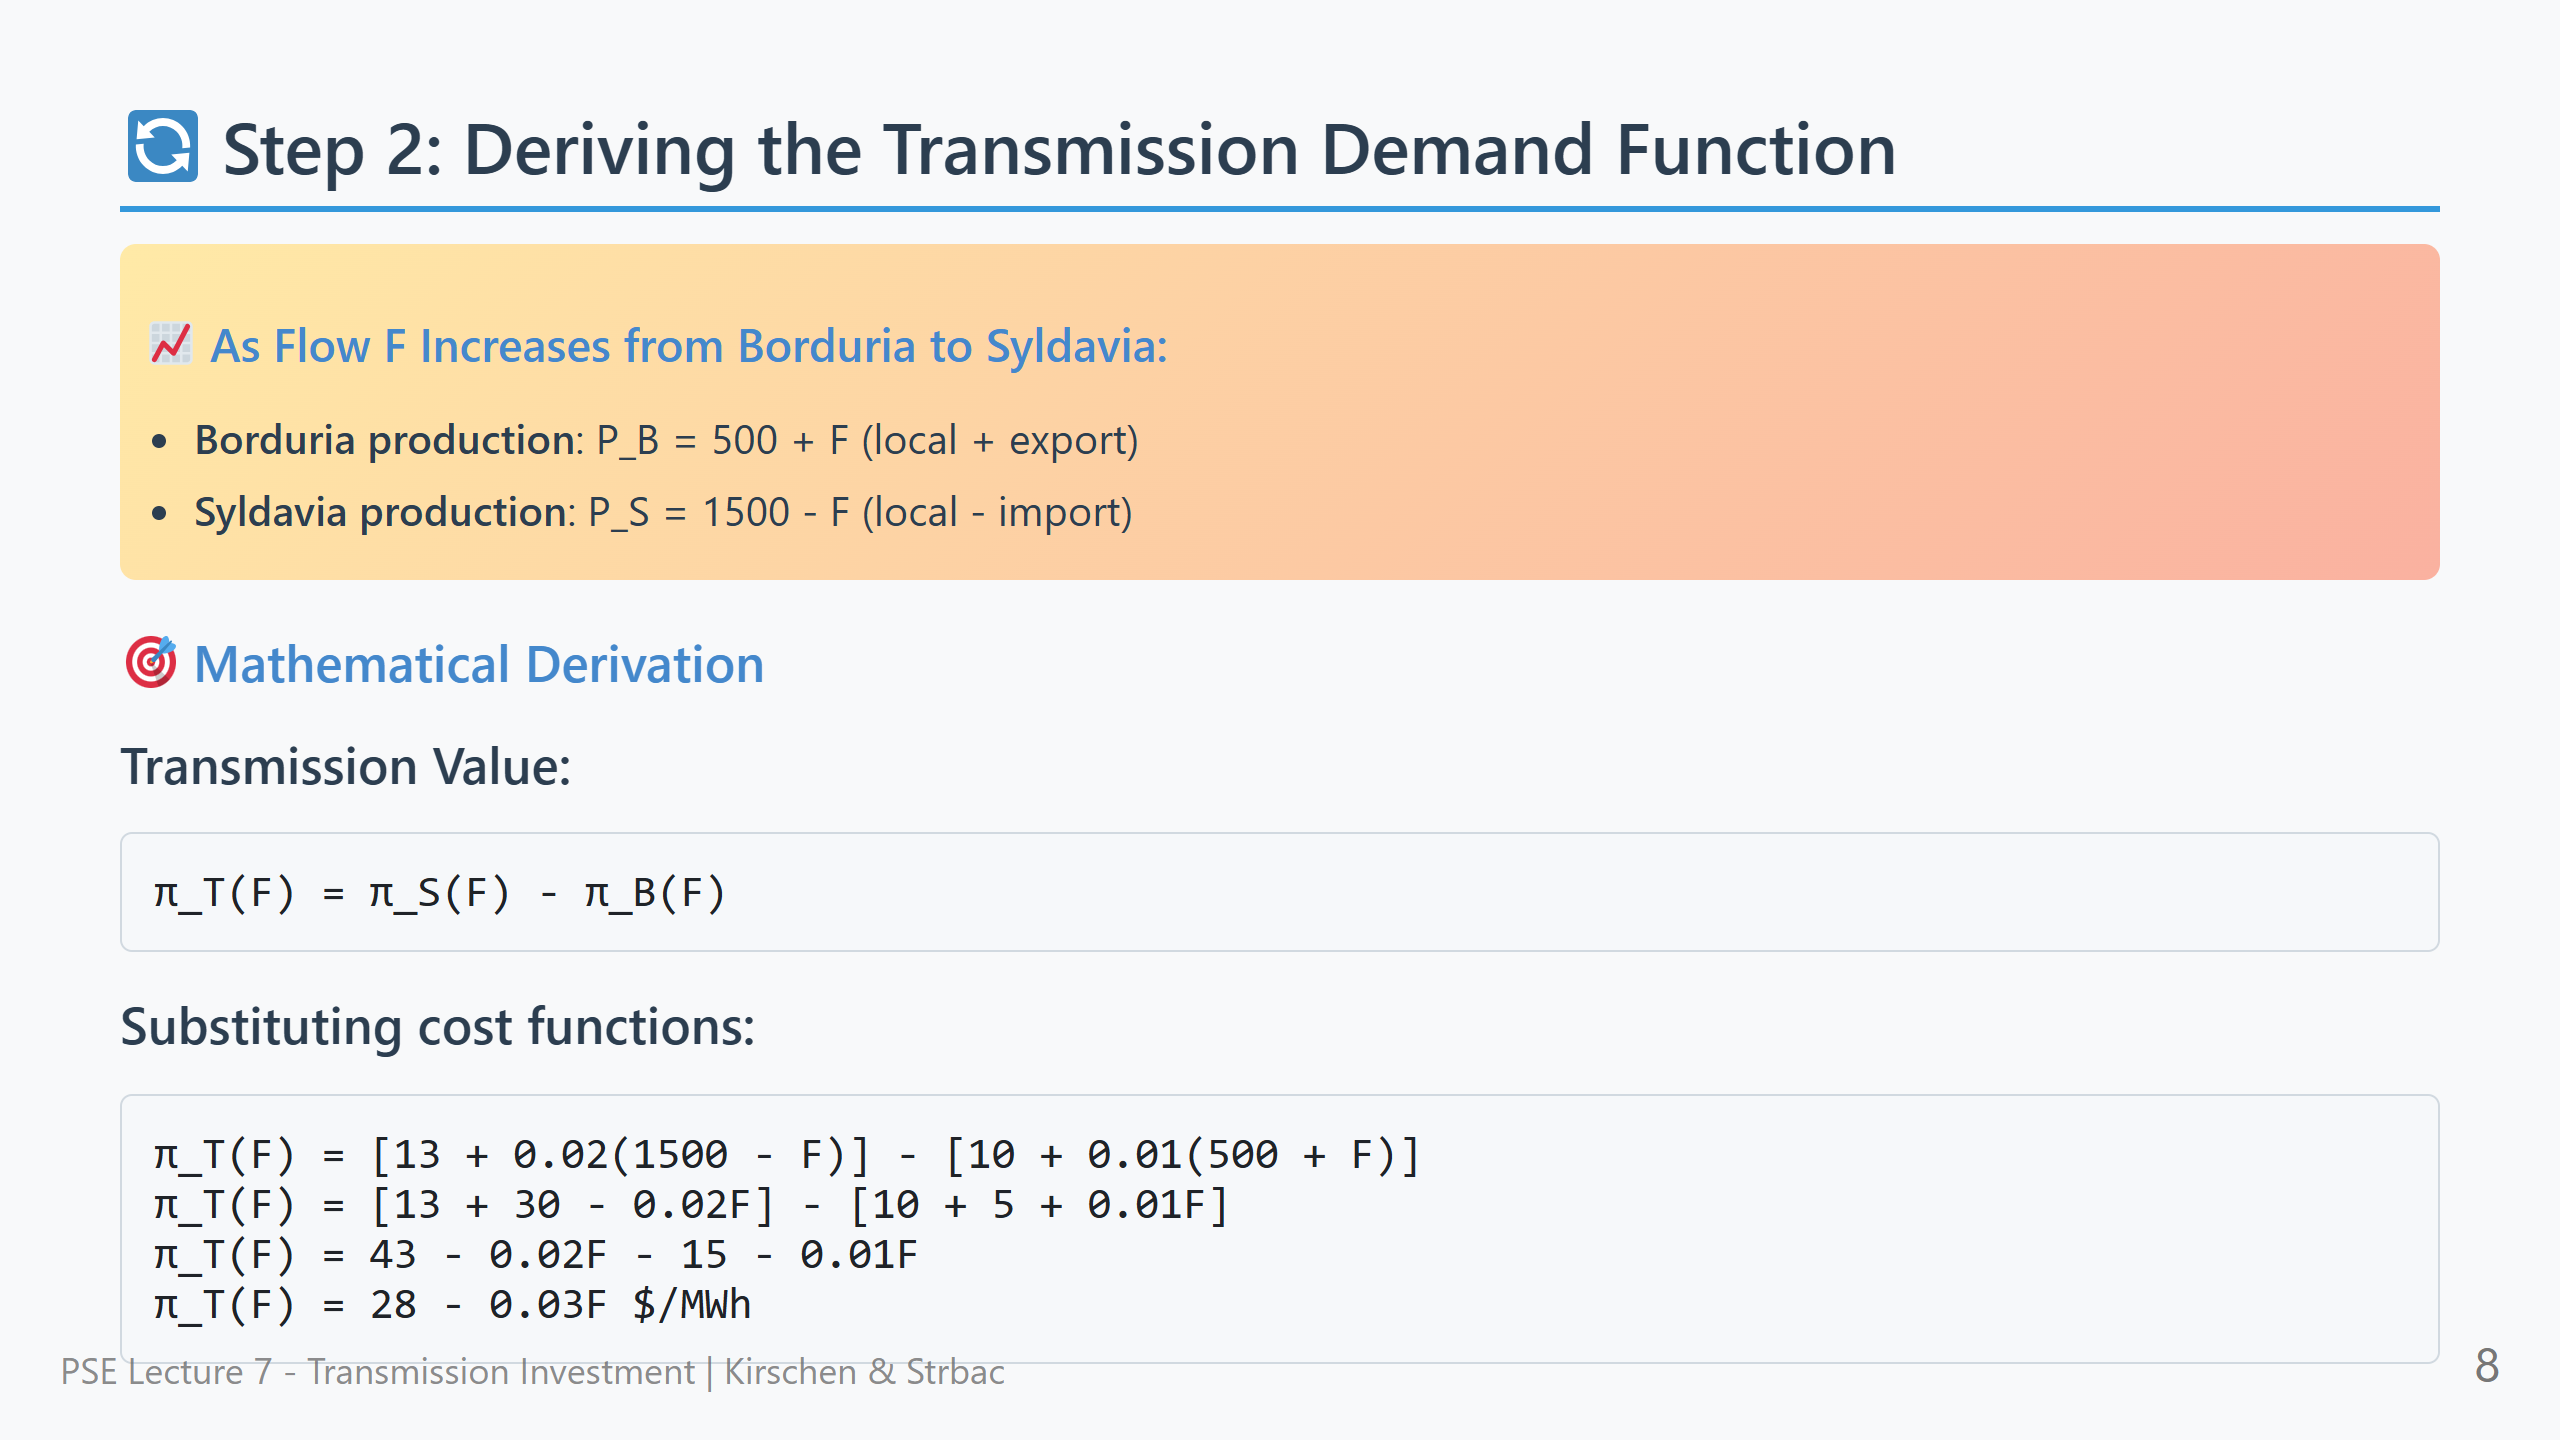 Step 2: Deriving the Transmission Demand Function
As Flow F Increases from Borduria to Syldavia:
• Borduria production: P_B = 500 + F (local + export)
• Syldavia production: P_S = 1500 - F (local - import)
Mathematical Derivation
Transmission Value:
π_T(F) = π_S(F) - π_B(F)
Substituting cost functions:
π_T(F) = [13 + 0.02(1500 - F)] - [10 + 0.01(500 + F)]
π_T(F) = [13 + 30 - 0.02F] - [10 + 5 + 0.01F]
π_T(F) = 43 - 0.02F - 15 - 0.01F
π_T(F) = 28 - 0.03F $/MWh
PSE Lecture 7 - Transmission Investment | Kirschen & Strbac
8